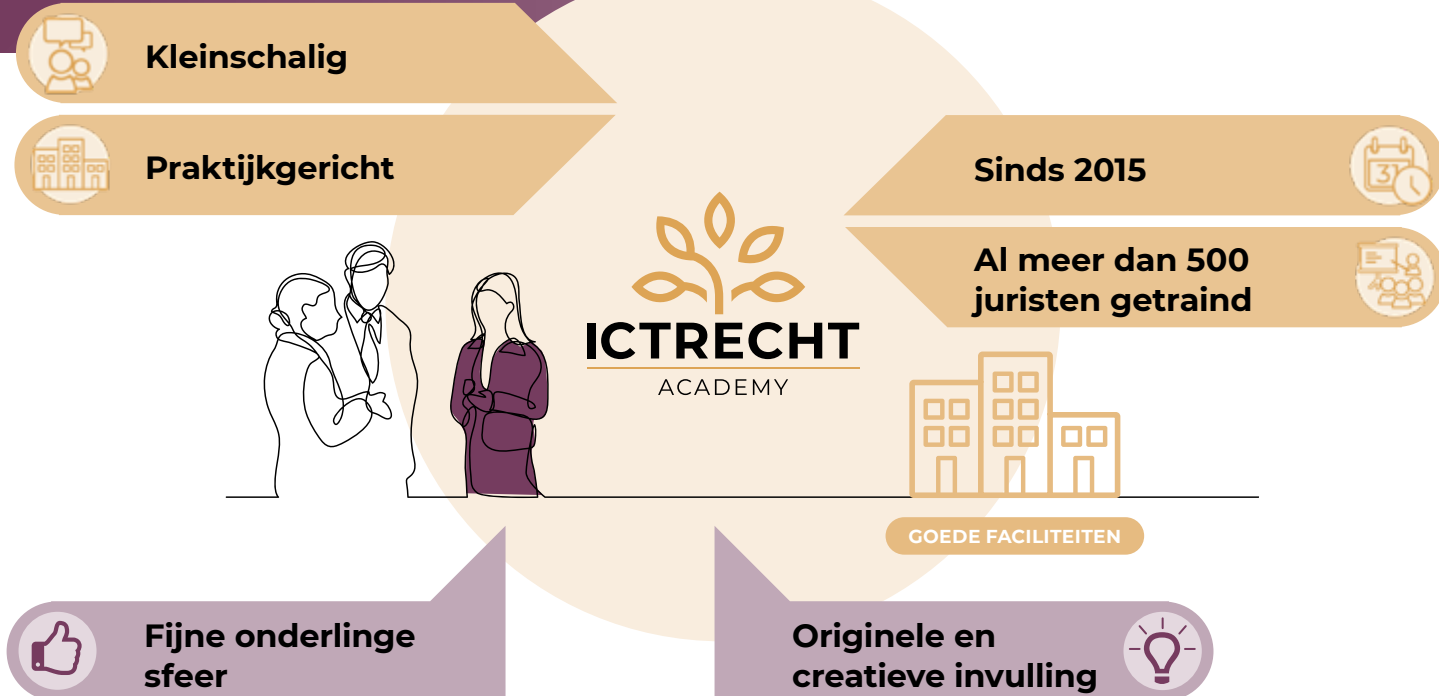 Kleinschalig
Praktijkgericht
Sinds 2015
Al meer dan 500
juristen getraind
ICTRECHT
ACADEMY
31
GOEDE FACILITEITEN
Fijne onderlinge
sfeer
Originele en
creatieve invulling